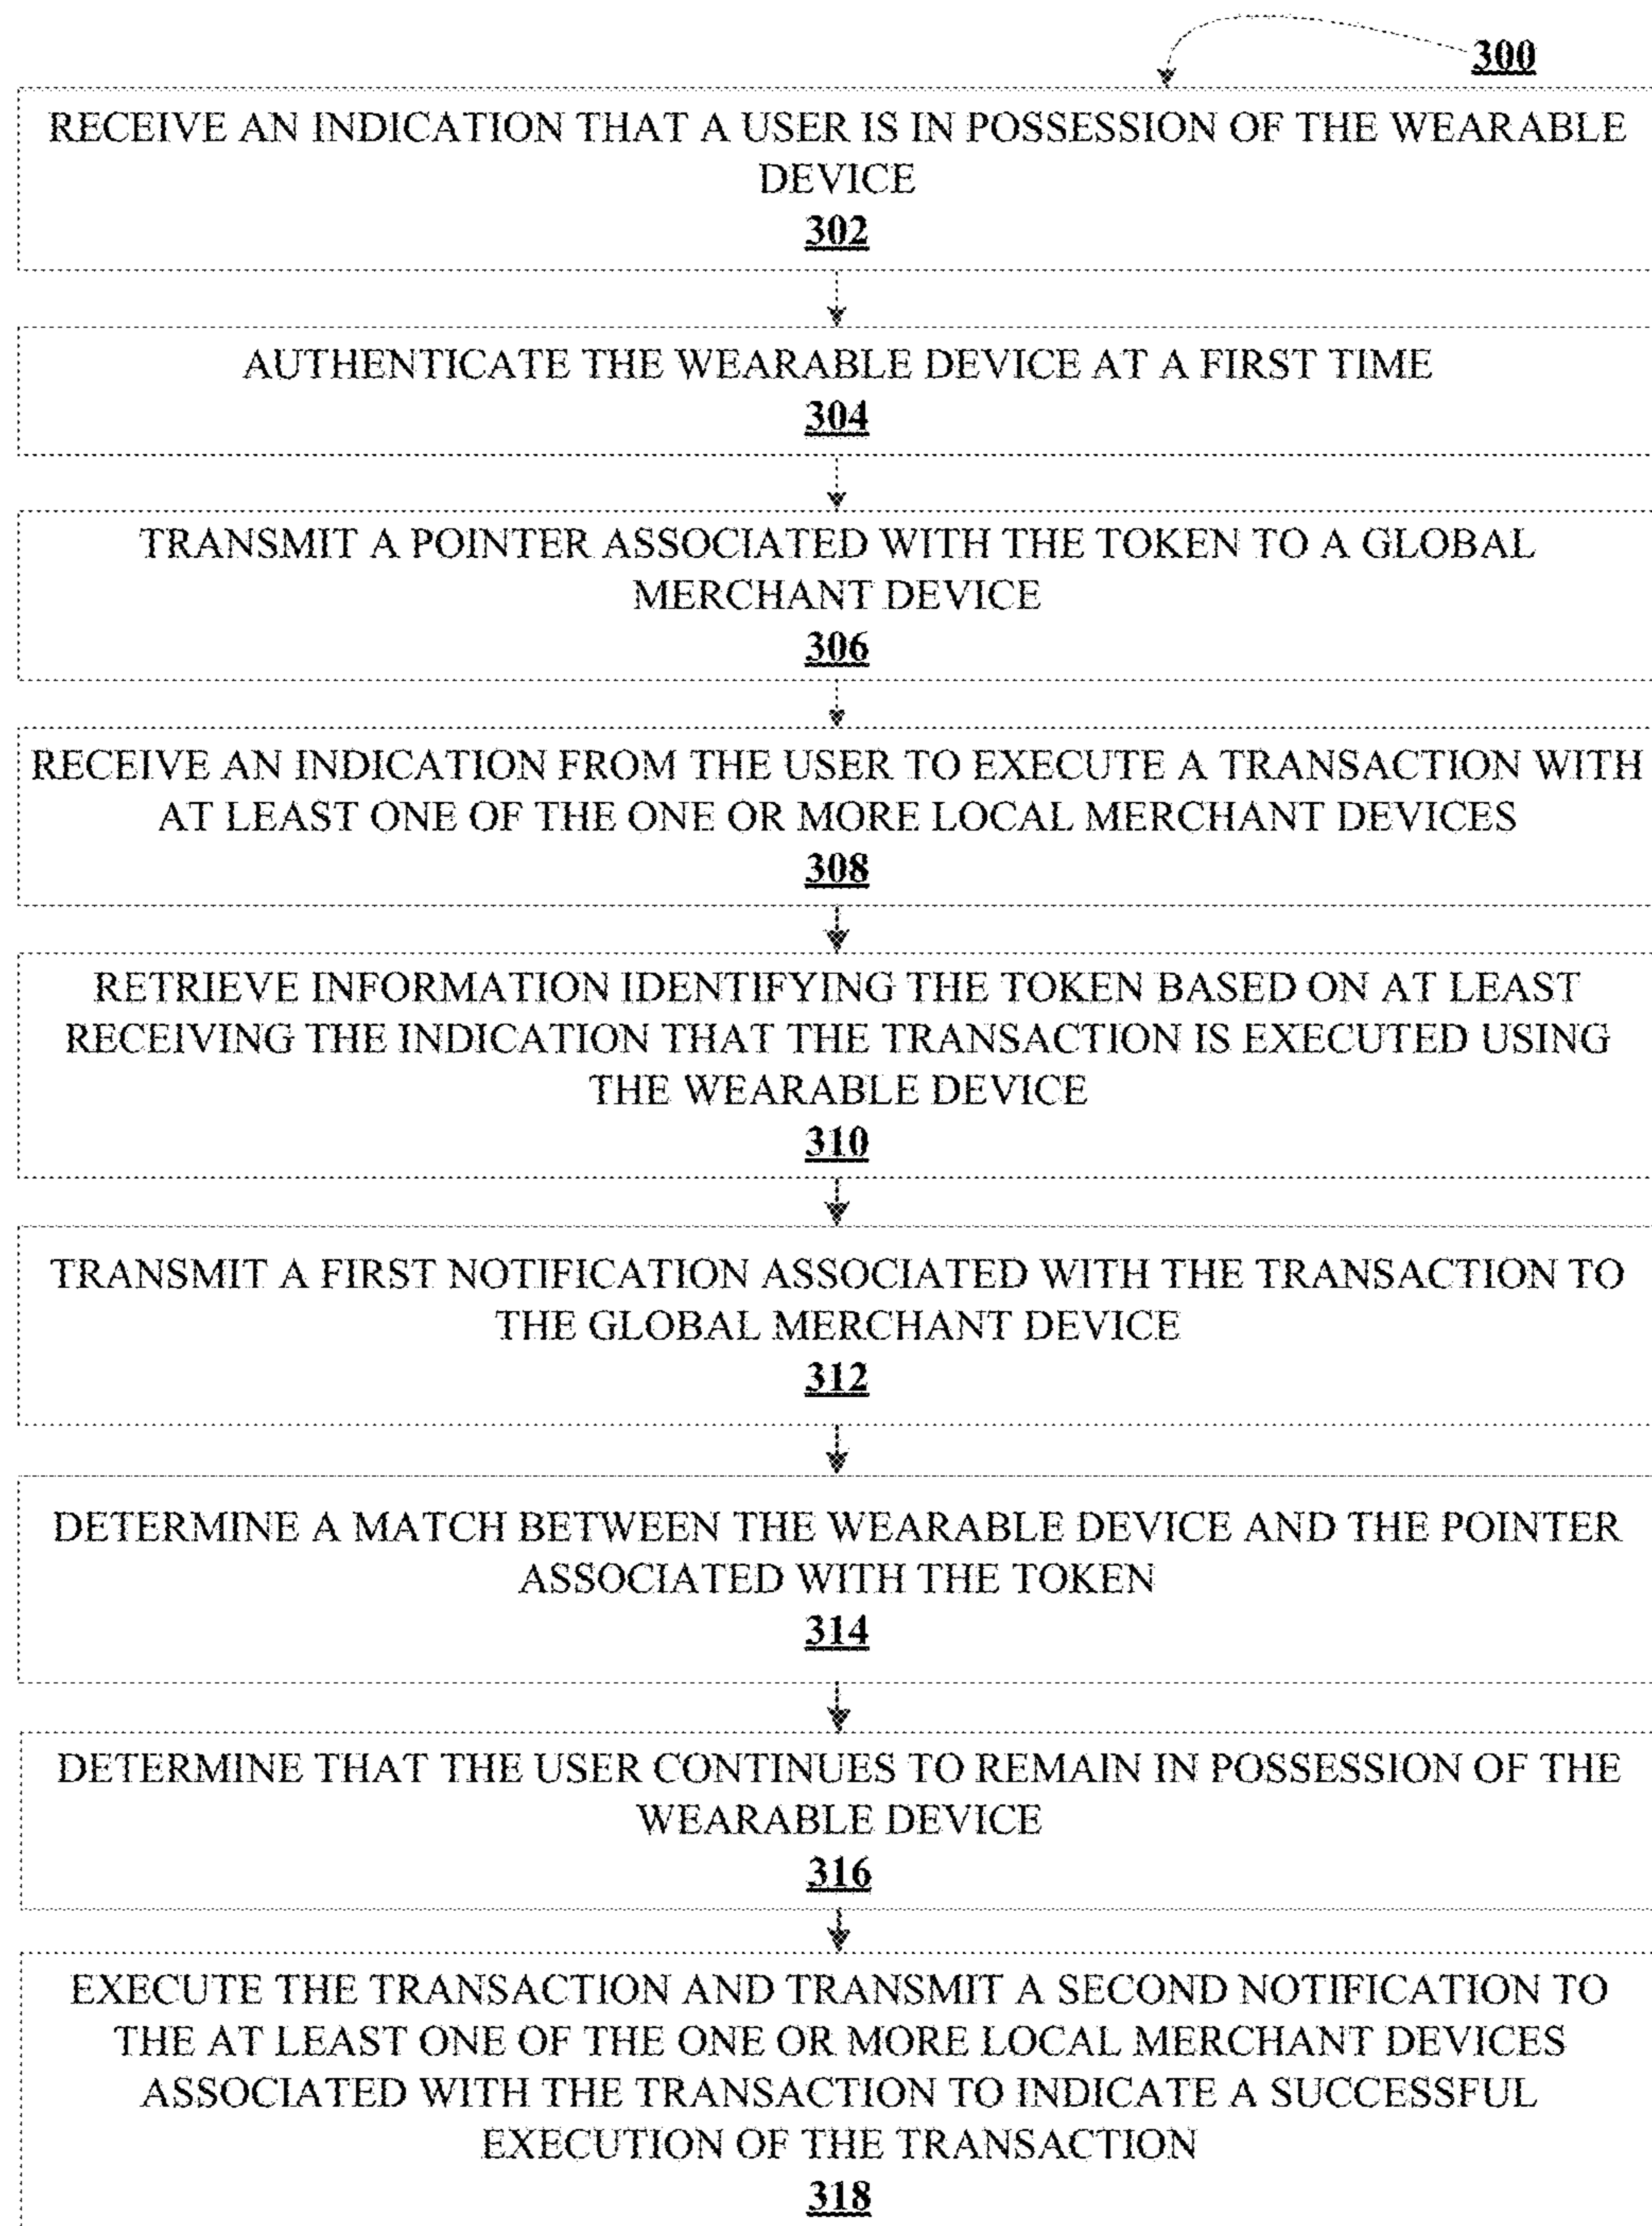 300
RECEIVE AN INDICATION THAT A USER IS IN POSSESSION OF THE WEARABLE
DEVICE
302
AUTHENTICATE THE WEARABLE DEVICE AT A FIRST TIME
304
TRANSMIT A POINTER ASSOCIATED WITH THE TOKEN TO A GLOBAL
MERCHANT DEVICE
306
RECEIVE AN INDICATION FROM THE USER TO EXECUTE A TRANSACTION WITH
AT LEAST ONE OF THE ONE OR MORE LOCAL MERCHANT DEVICES
308
RETRIEVE INFORMATION IDENTIFYING THE TOKEN BASED ON AT LEAST
RECEIVING THE INDICATION THAT THE TRANSACTION IS EXECUTED USING
THE WEARABLE DEVICE
310
TRANSMIT A FIRST NOTIFICATION ASSOCIATED WITH THE TRANSACTION TO
THE GLOBAL MERCHANT DEVICE
312
DETERMINE A MATCH BETWEEN THE WEARABLE DEVICE AND THE POINTER
ASSOCIATED WITH THE TOKEN
314
DETERMINE THAT THE USER CONTINUES TO REMAIN IN POSSESSION OF THE
WEARABLE DEVICE
316
EXECUTE THE TRANSACTION AND TRANSMIT A SECOND NOTIFICATION TO
THE AT LEAST ONE OF THE ONE OR MORE LOCAL MERCHANT DEVICES
ASSOCIATED WITH THE TRANSACTION TO INDICATE A SUCCESSFUL
EXECUTION OF THE TRANSACTION
318